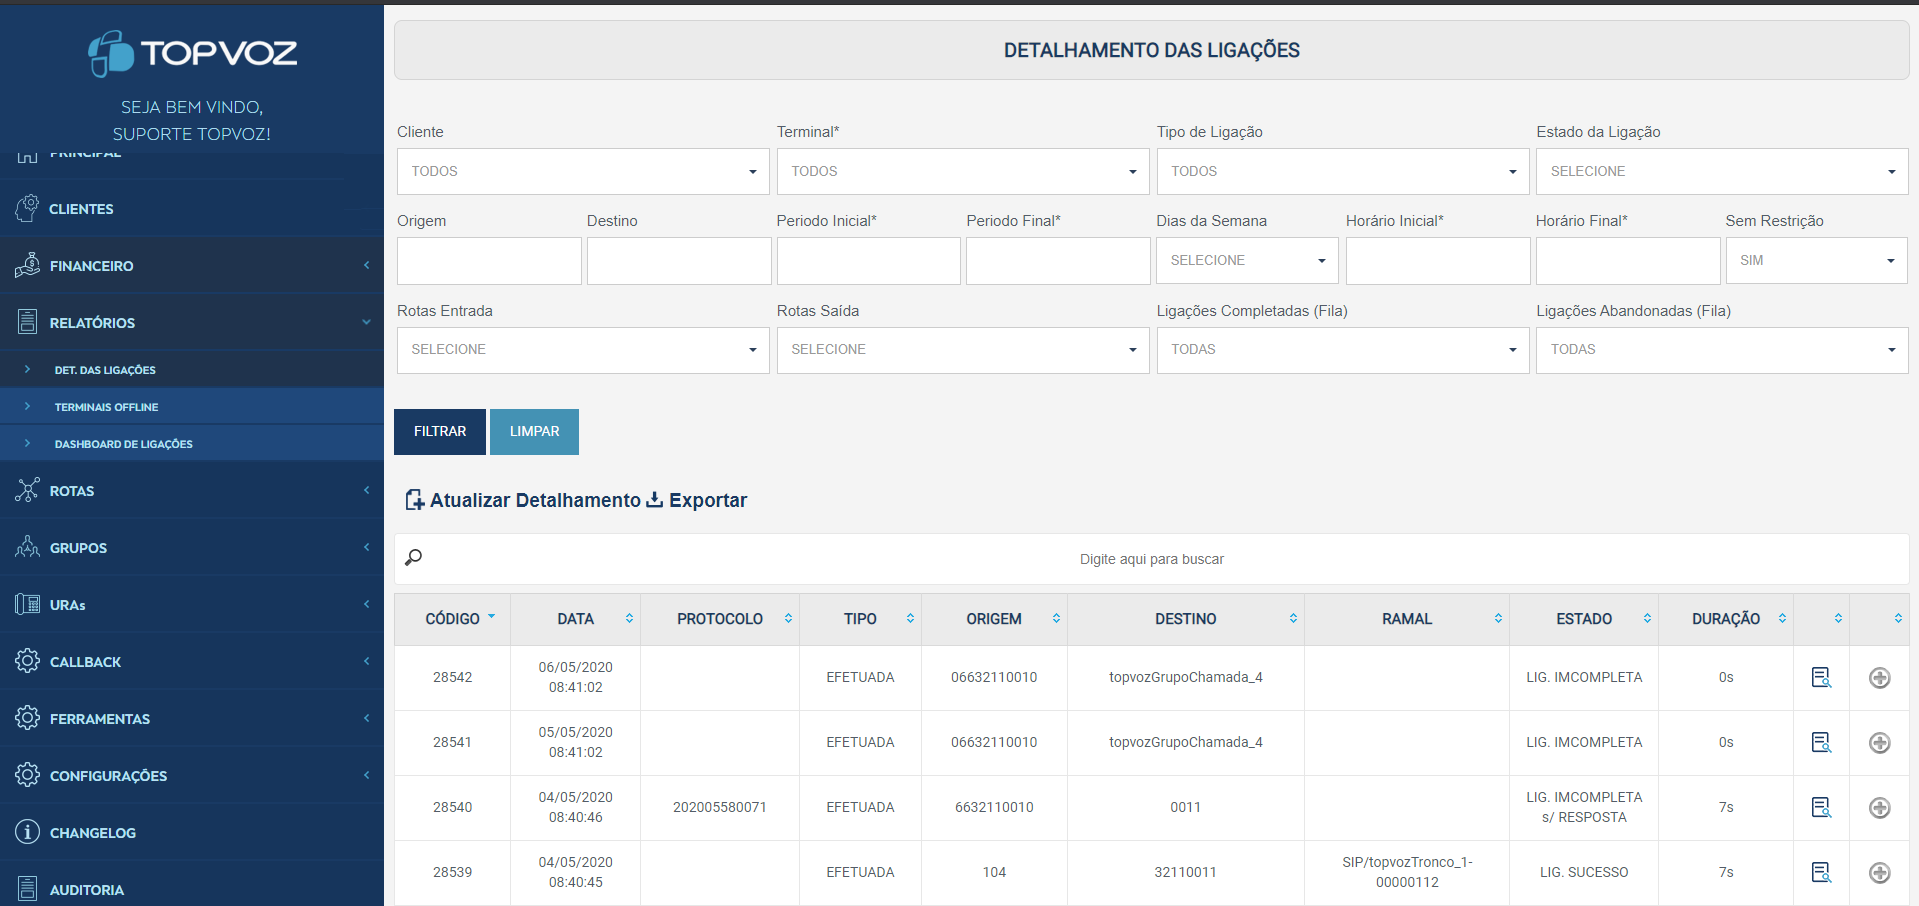 TOPVOZ
SEJA BEM VINDO,
SUPORTE TOPVOZ!
PRINCIPAL
CLIENTES
FINANCEIRO
RELATÓRIOS
DET. DAS LIGAÇÕES
TERMINAIS OFFLINE
DASHBOARD DE LIGAÇÕES
ROTAS
GRUPOS
URAs
CALLBACK
FERRAMENTAS
CONFIGURAÇÕES
CHANGELOG
AUDITORIA
DETALHAMENTO DAS LIGAÇÕES
Cliente Terminal* Tipo de Ligação Estado da Ligação
TODOS TODOS TODOS SELECIONE
Origem Destino Periodo Inicial* Periodo Final* Dias da Semana Horário Inicial* Horário Final* Sem Restrição
SELECIONE SIM
Rotas Entrada Rotas Saída Ligações Completadas (Fila) Ligações Abandonadas (Fila)
SELECIONE SELECIONE TODAS TODAS
FILTRAR LIMPAR
Atualizar Detalhamento Exportar
Digite aqui para buscar
CÓDIGO DATA PROTOCOLO TIPO ORIGEM DESTINO RAMAL ESTADO DURAÇÃO
06/05/2020
28542 EFETUADA 06632110010 topvozGrupoChamada_4 LIG. IMCOMPLETA 0s
08:41:02
05/05/2020
28541 EFETUADA 06632110010 topvozGrupoChamada_4 LIG. IMCOMPLETA 0s
08:41:02
04/05/2020 LIG. IMCOMPLETA
28540 202005580071 EFETUADA 6632110010 0011 7s
08:40:46 s/ RESPOSTA
04/05/2020 SIP/topvozTronco_1-
28539 EFETUADA 104 32110011 LIG. SUCESSO 7s
08:40:45 00000112